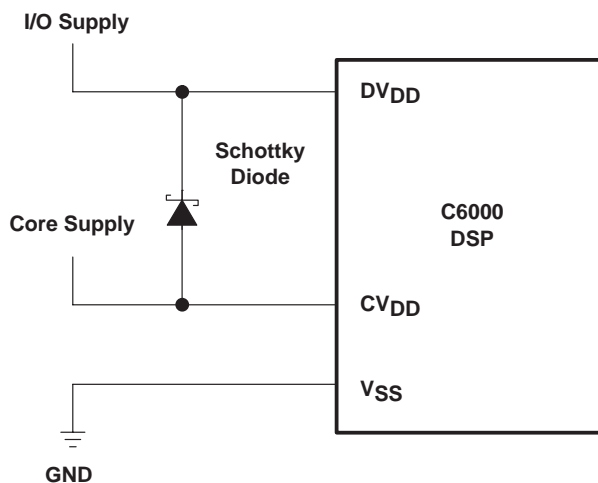 I/O Supply
DVDD
Schottky
Diode
C6000
DSP
Core Supply
CVDD
VSS
GND